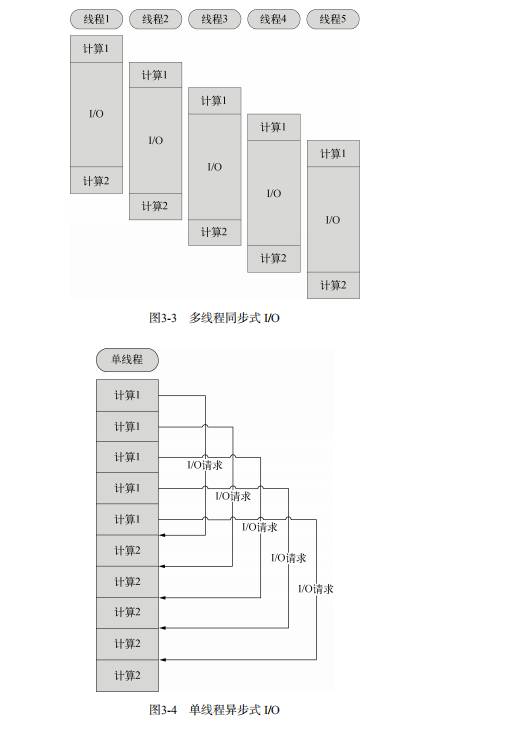 线程1 线程2 线程3 线程4 线程5
计算1
计算1
计算1
I/O
计算1
I/O
计算1
I/O
计算2
I/O
计算2
I/O
计算2
计算2
计算2
图3-3 多线程同步式 I/O
单线程
计算1
计算1
计算1
I/O请求
计算1
I/O请求
计算1
I/O请求
计算2
I/O请求
计算2
I/O请求
计算2
计算2
计算2
图3-4 单线程异步式 I/O